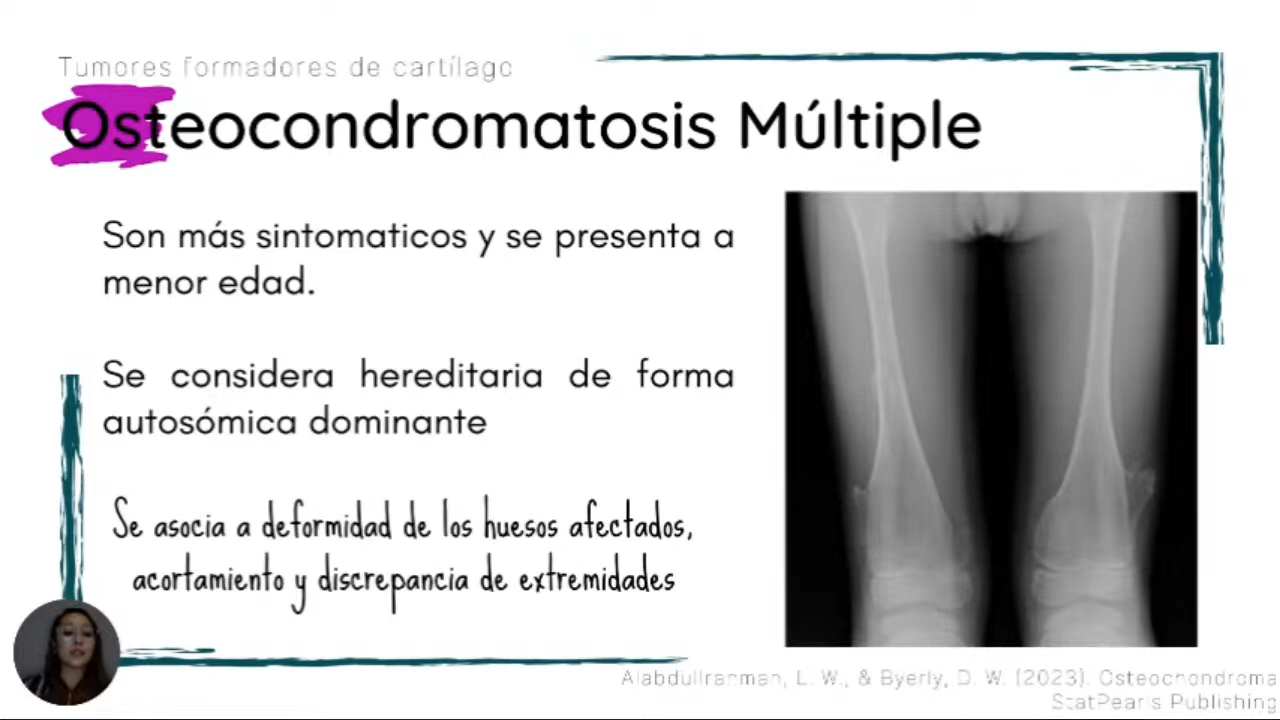 Tumores formadores de cartílago
Osteocondromatosis Múltiple
Son más sintomaticos y se presenta a
menor edad.
Se considera hereditaria de forma
autosómica dominante
Se asocia a deformidad de los huesos afectados,
acortamiento y discrepancia de extremidades
Alabdullrahman, L. W., & Byerly, D. W. (2023). Osteochondroma
StatPearls Publishing